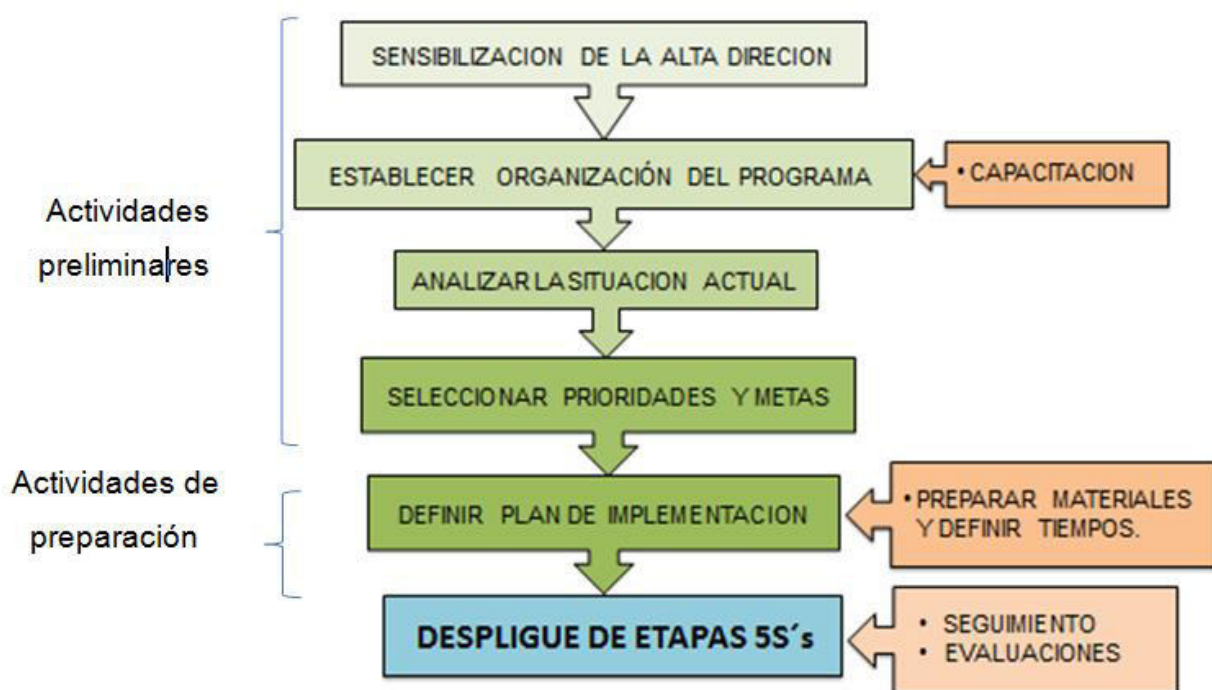 SENSIBILIZACION DE LA ALTA DIRECION
ESTABLECER ORGANIZACIÓN DEL PROGRAMA
• CAPACITACION
Actividades
preliminares
ANALIZAR LA SITUACION ACTUAL
SELECCIONAR PRIORIDADES Y METAS
Actividades de
preparación
DEFINIR PLAN DE IMPLEMENTACION
• PREPARAR MATERIALES
Y DEFINIR TIEMPOS.
DESPLIGUE DE ETAPAS 5S´s
• SEGUIMIENTO
• EVALUACIONES